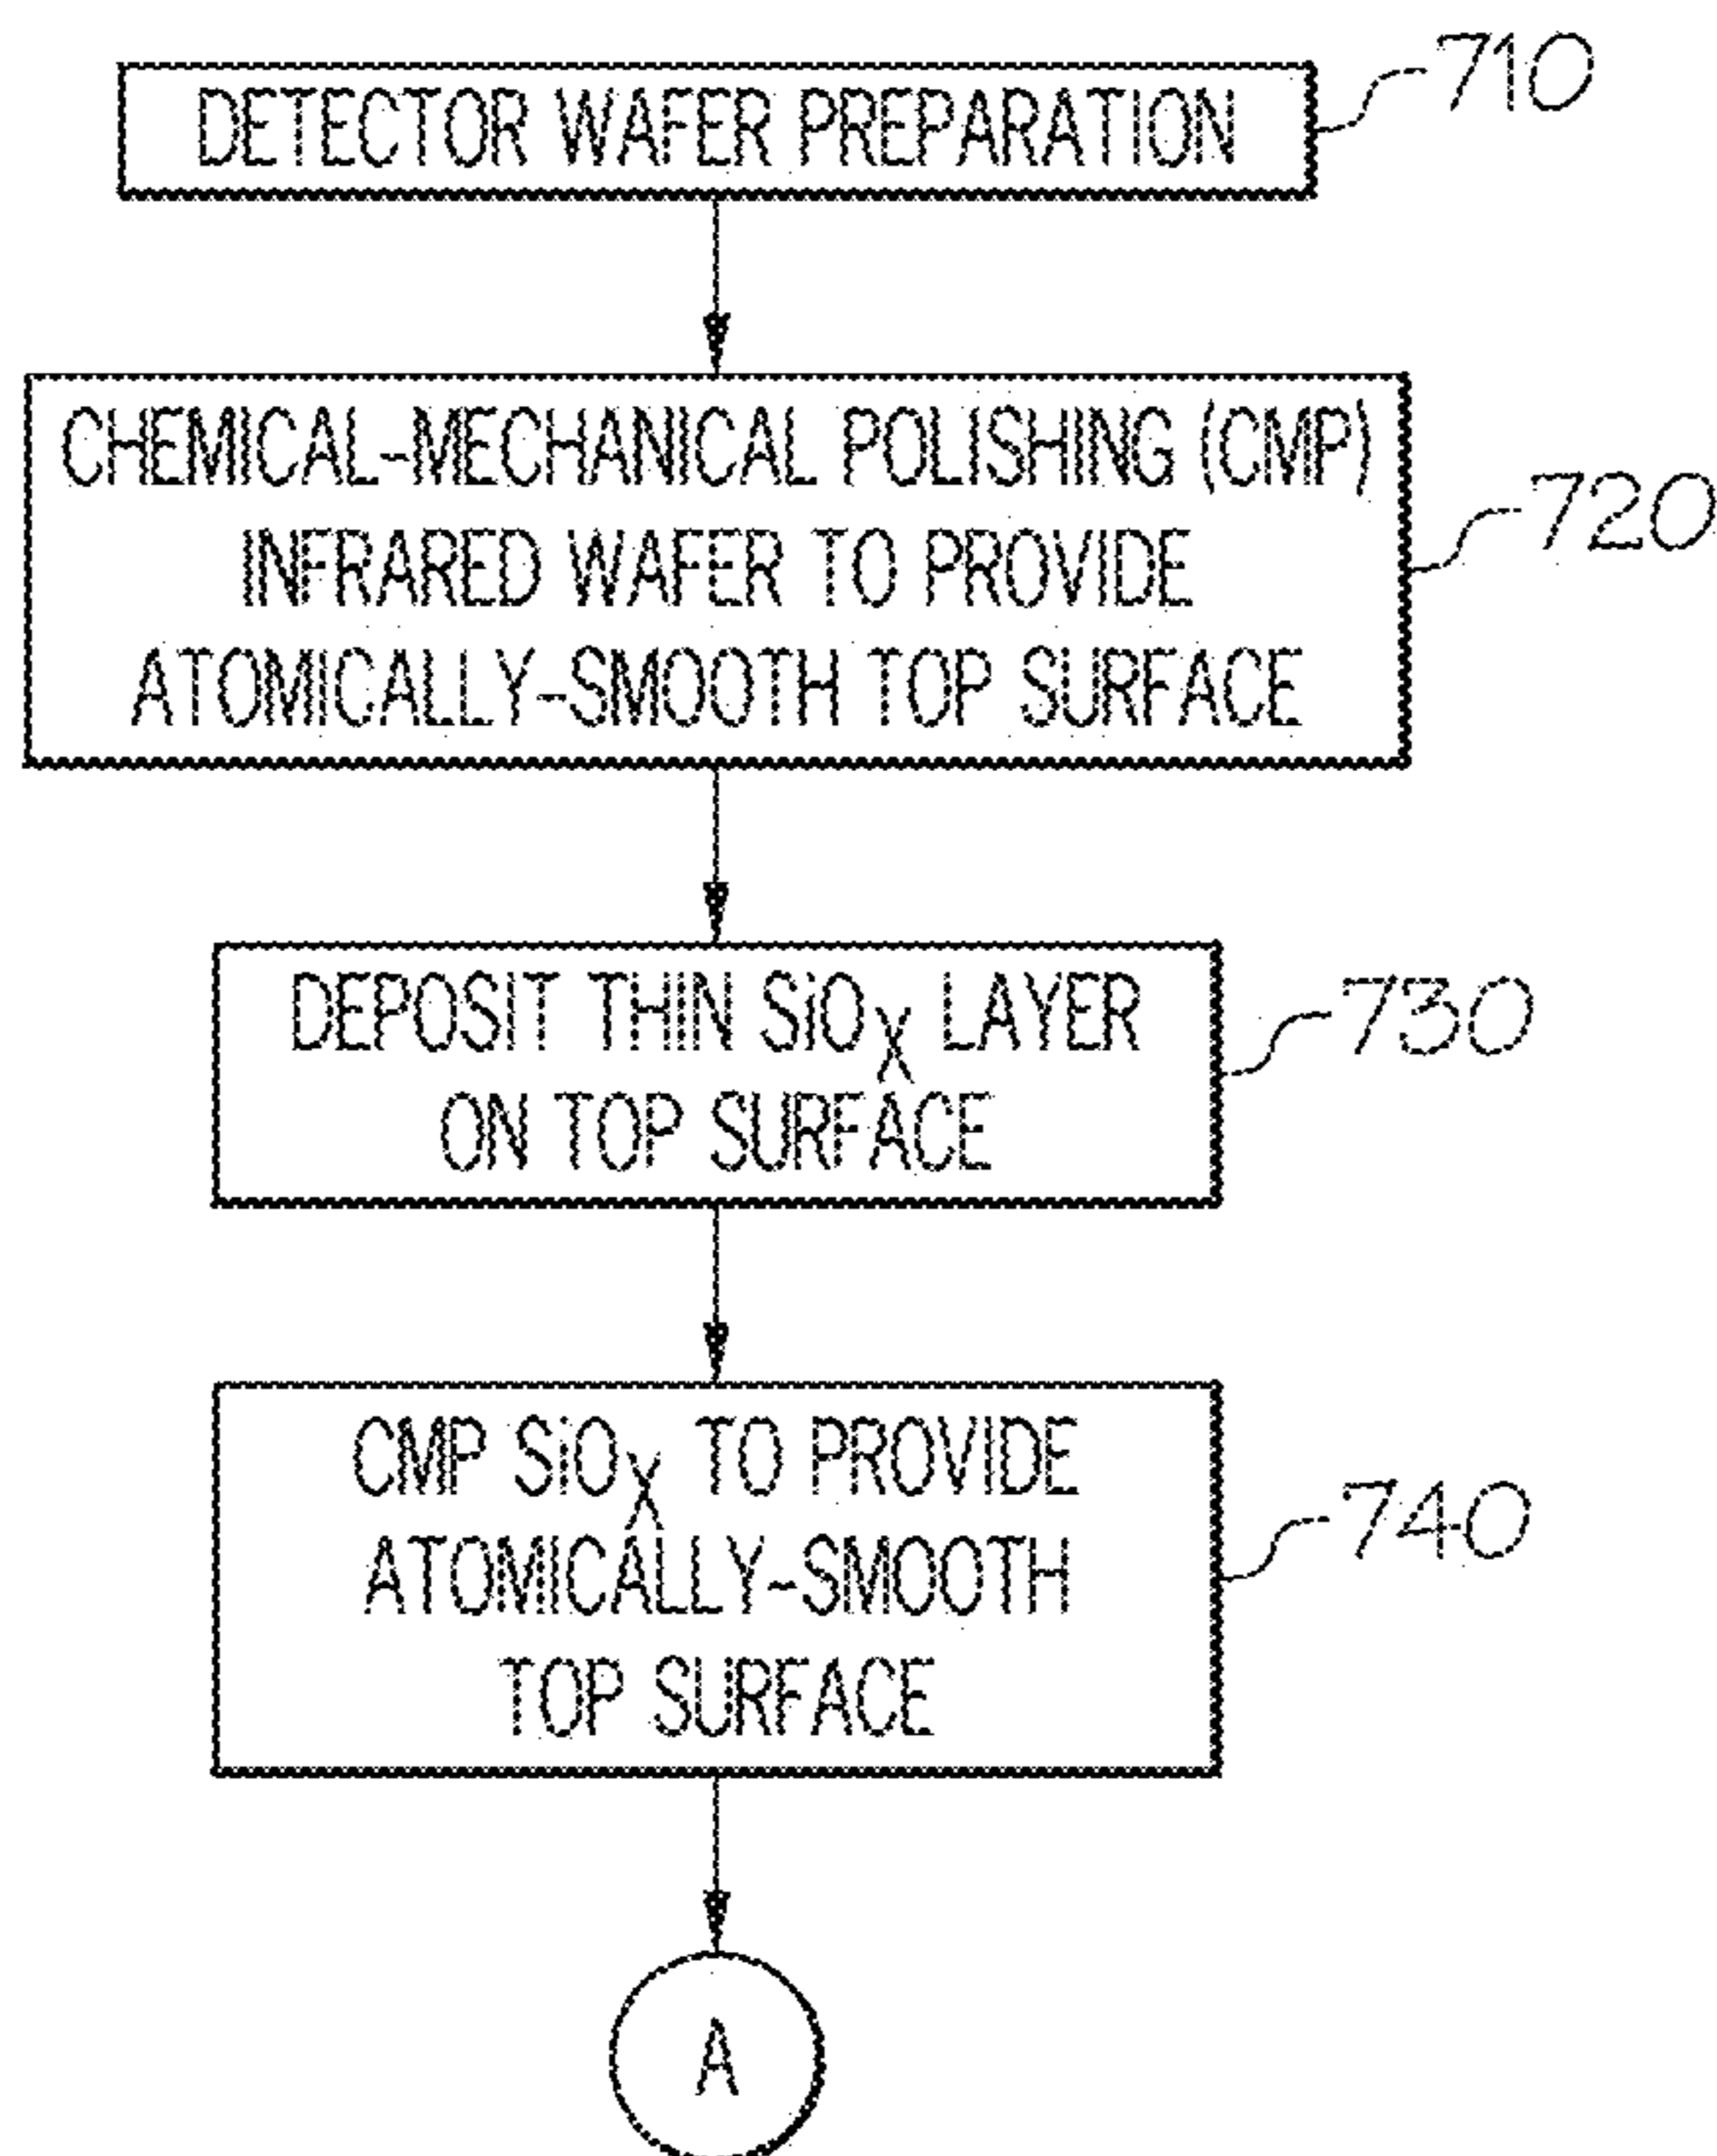 DETECTOR WAFER PREPARATION
710
CHEMICAL-MECHANICAL POLISHING (CMP)
INFRARED WAFER TO PROVIDE
ATOMICALLY-SMOOTH TOP SURFACE
720
DEPOSIT THIN SiOX LAYER
ON TOP SURFACE
730
CMP SiOX TO PROVIDE
ATOMICALLY-SMOOTH
TOP SURFACE
740
A